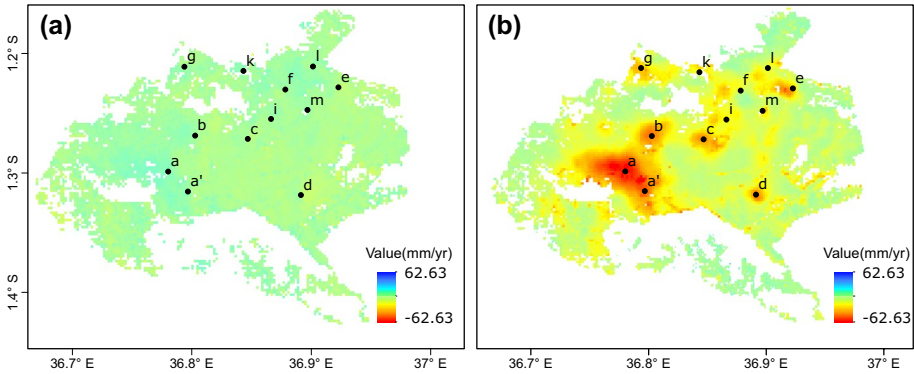 (a)
g
k
l
f
e
m
i
b
c
a
a'
d
Value(mm/yr)
62.63
-62.63
1.2° S
1.3° S
1.4° S
36.7° E
36.8° E
36.9° E
37° E
(b)
g
k
l
f
e
m
i
b
c
a
a'
d
Value(mm/yr)
62.63
-62.63
36.7° E
36.8° E
36.9° E
37° E